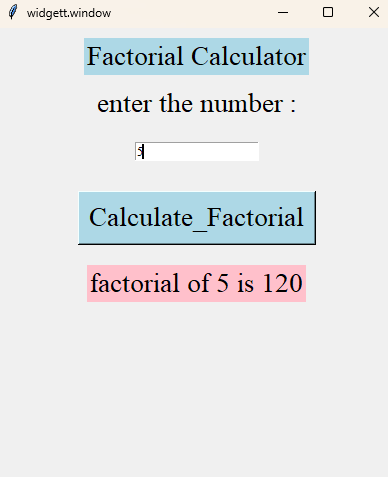 widgett.window
Factorial Calculator
enter the number :
5
Calculate_Factorial
factorial of 5 is 120